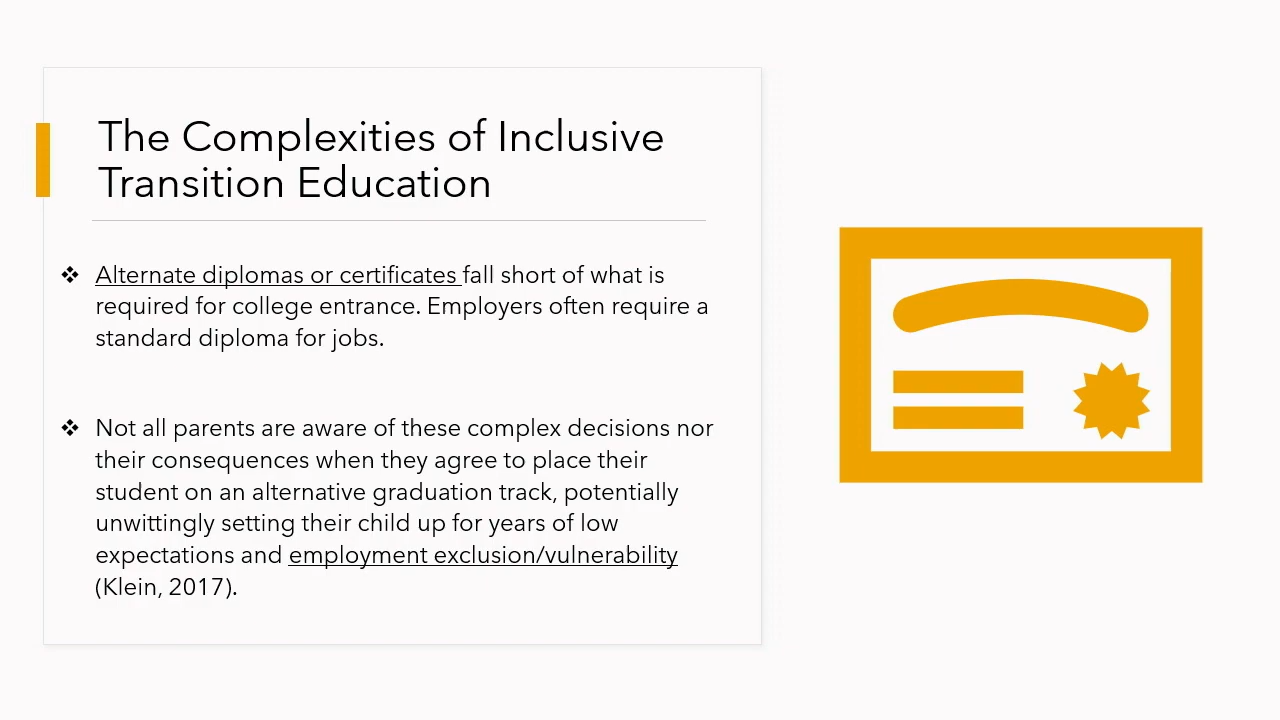 The Complexities of Inclusive
Transition Education
❖ Alternate diplomas or certificates fall short of what is
required for college entrance. Employers often require a
standard diploma for jobs.
❖ Not all parents are aware of these complex decisions nor
their consequences when they agree to place their
student on an alternative graduation track, potentially
unwittingly setting their child up for years of low
expectations and employment exclusion/vulnerability
(Klein, 2017).